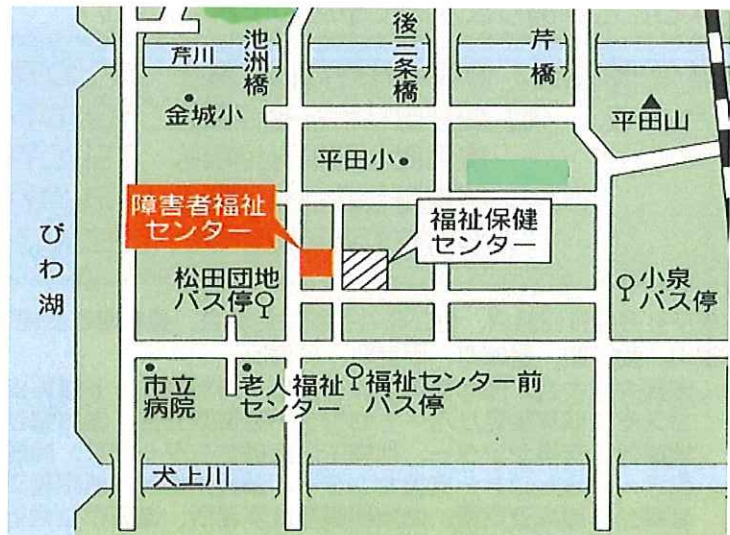 芹川
池洲橋
後三条橋
芹橋
金城小
平田小
平田山
障害者福祉
センター
福祉保健
センター
びわ湖
松田団地
バス停
小泉
バス停
市立
病院
老人福祉
センター
福祉センター前
バス停
犬上川